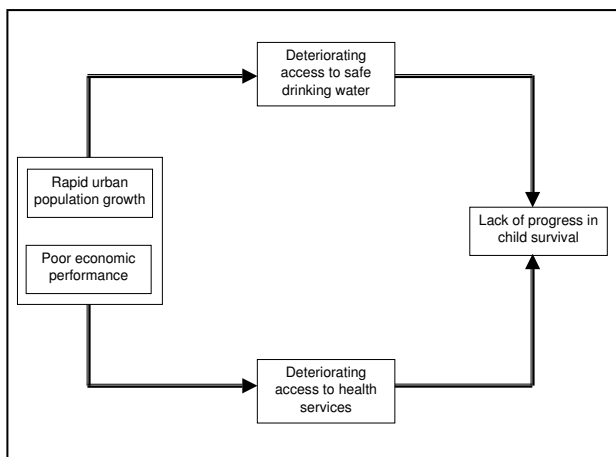 Deteriorating
access to safe
drinking water
Rapid urban
population growth
Poor economic
performance
Lack of progress in
child survival
Deteriorating
access to health
services